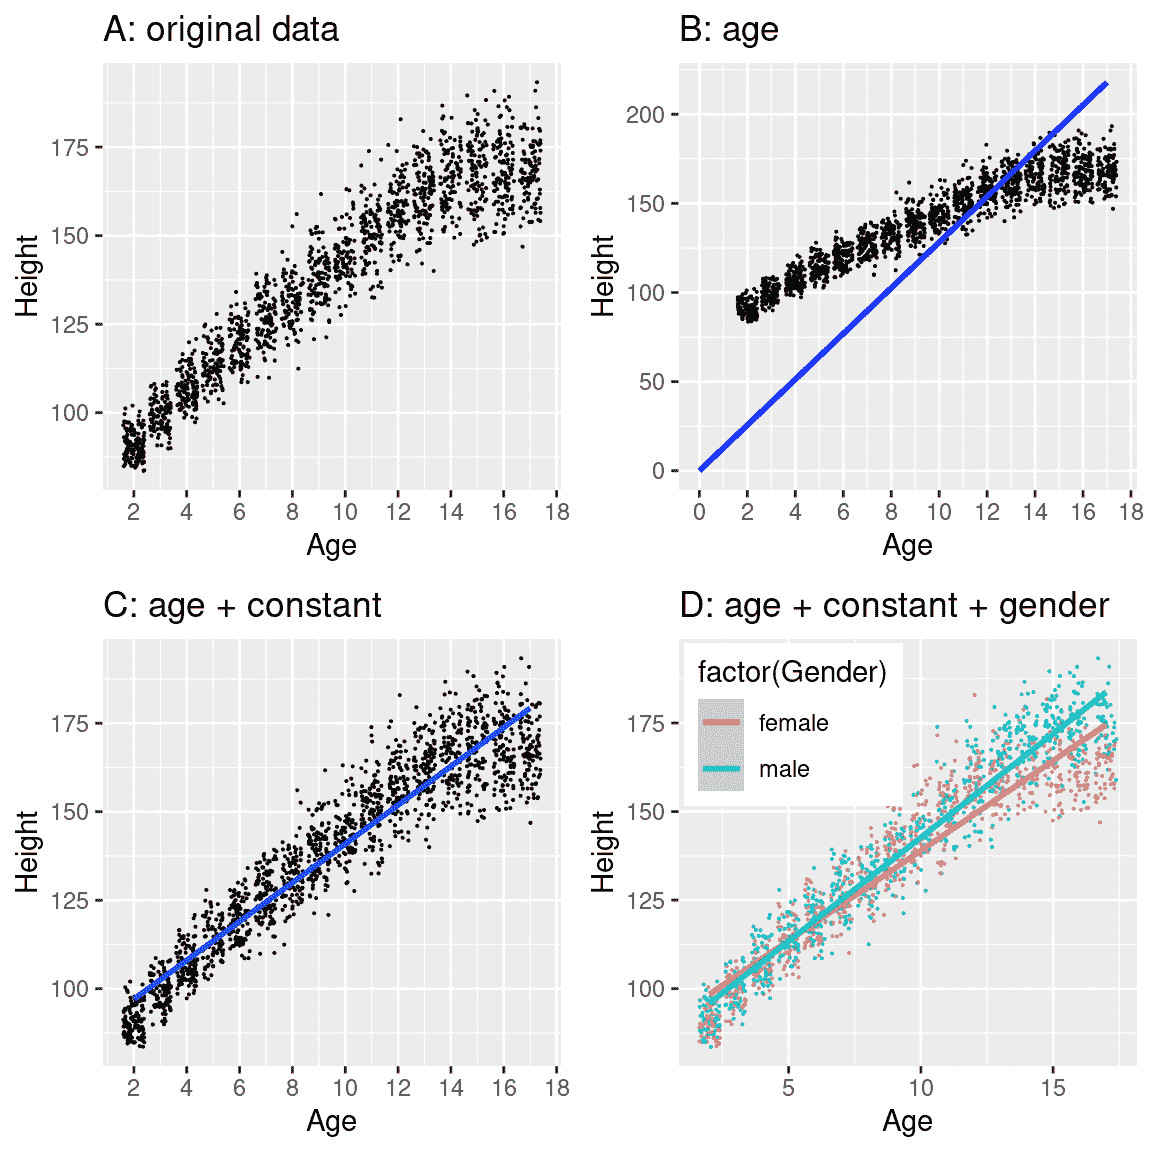 A: original data
175
150
125
100
Height
2 4 6 8 10 12 14 16 18
Age
B: age
200
150
100
50
0
Height
0 2 4 6 8 10 12 14 16 18
Age
C: age + constant
175
150
125
100
Height
2 4 6 8 10 12 14 16 18
Age
D: age + constant + gender
factor(Gender)
female
male
175
150
125
100
Height
5 10 15
Age